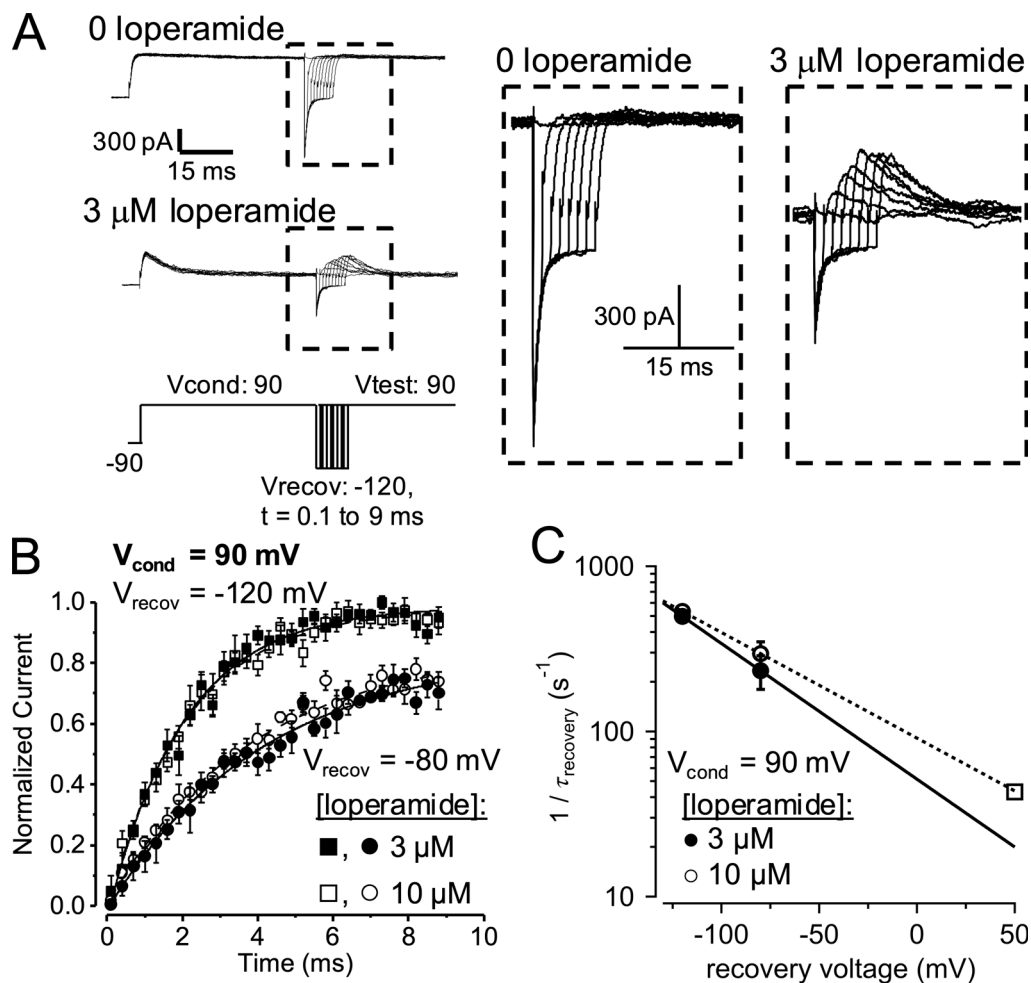 A
0 loperamide
300 pA
15 ms
3 μM loperamide
Vcond: 90
Vtest: 90
-90
Vrecov: -120,
t = 0.1 to 9 ms
0 loperamide
3 μM loperamide
300 pA
15 ms
B
Vcond = 90 mV
Vrecov = -120 mV
1.0
0.8
0.6
0.4
0.2
0.0
Normalized Current
Vrecov = -80 mV
[loperamide]:
■, ● 3 μM
□, ○ 10 μM
0 2 4 6 8 10
Time (ms)
C
1000
100
10
1 / τrecovery (s-1)
Vcond = 90 mV
[loperamide]:
● 3 μM
○ 10 μM
-100 -50 0 50
recovery voltage (mV)